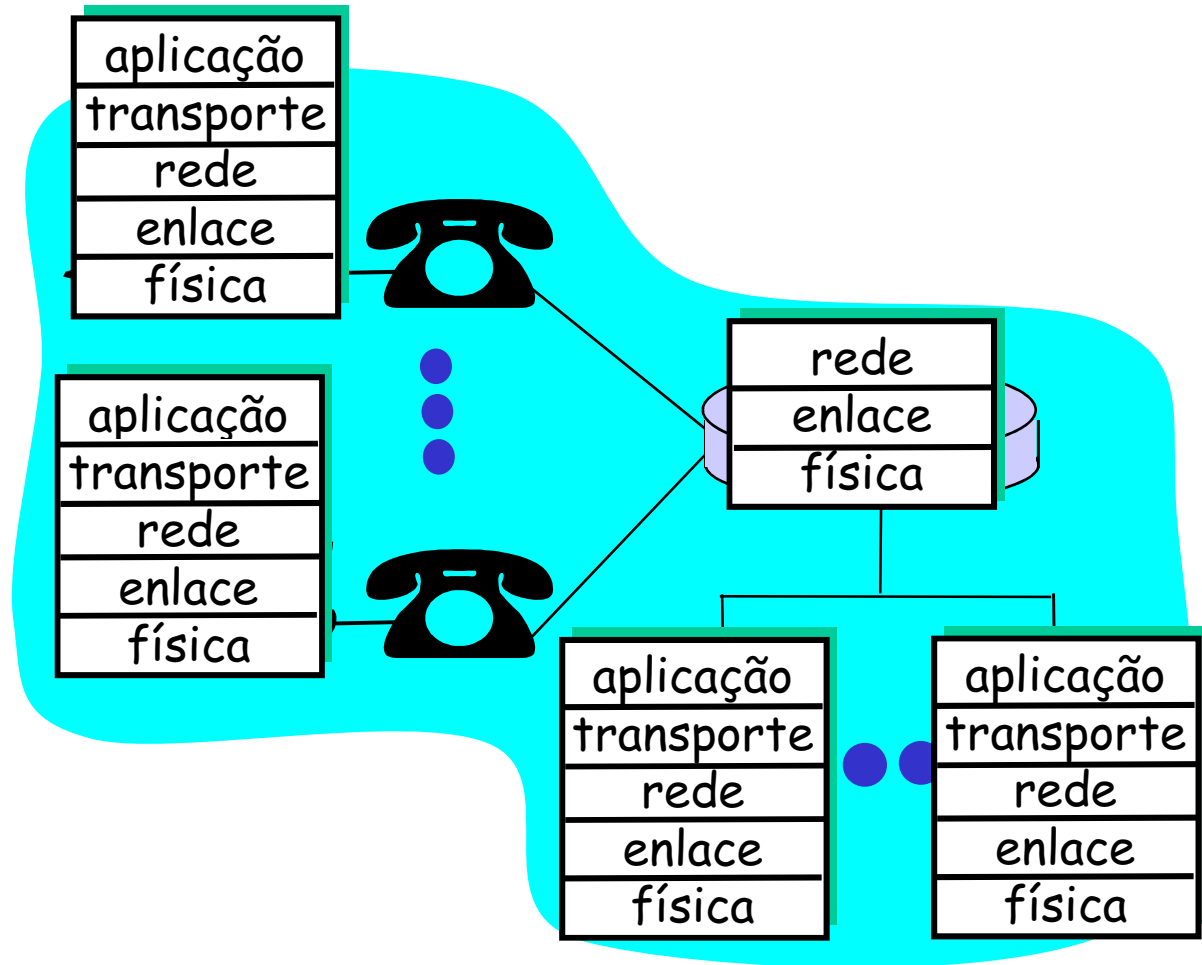 aplicação
transporte
rede
enlace
física
aplicação
transporte
rede
enlace
física
rede
enlace
física
aplicação
transporte
rede
enlace
física
aplicação
transporte
rede
enlace
física